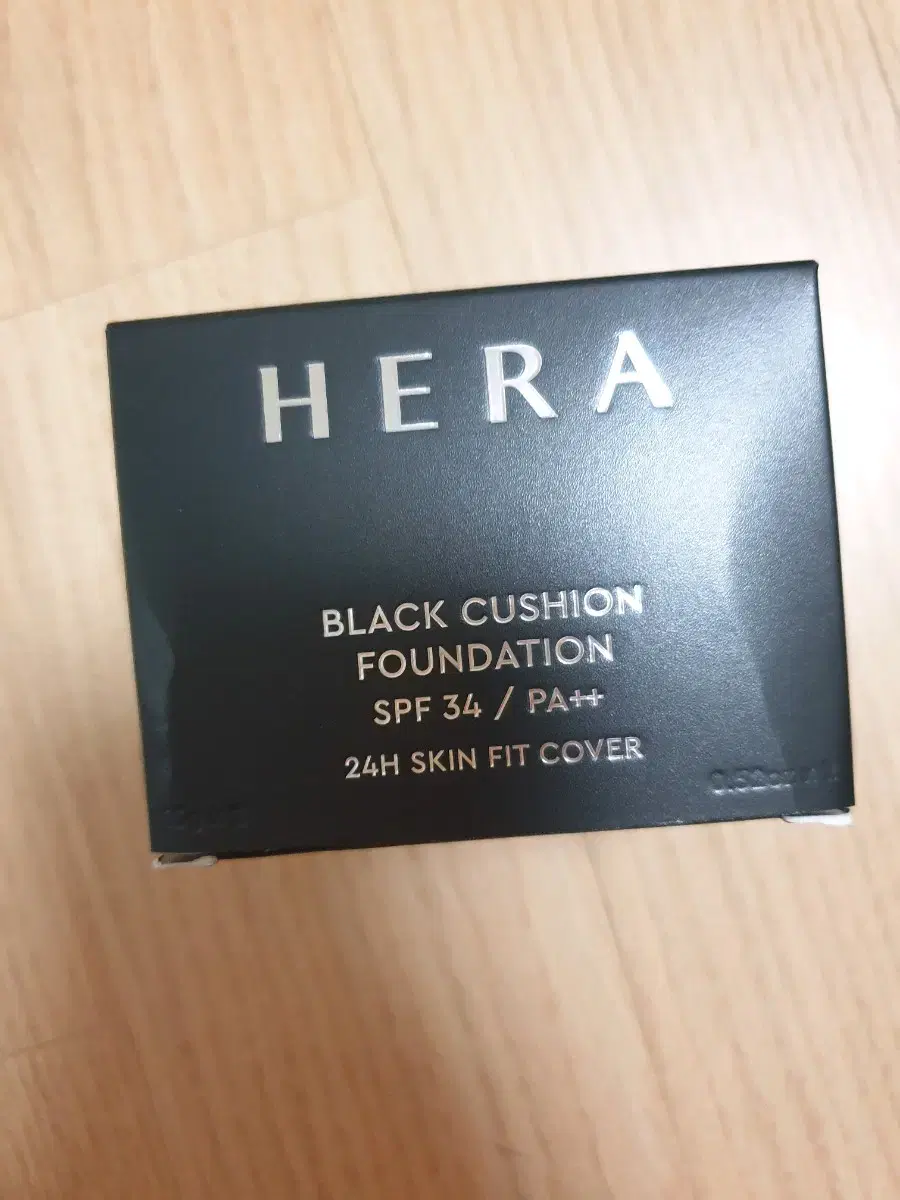 HERA
BLACK CUSHION
FOUNDATION
SPF 34 / PA++
24H SKIN FIT COVER